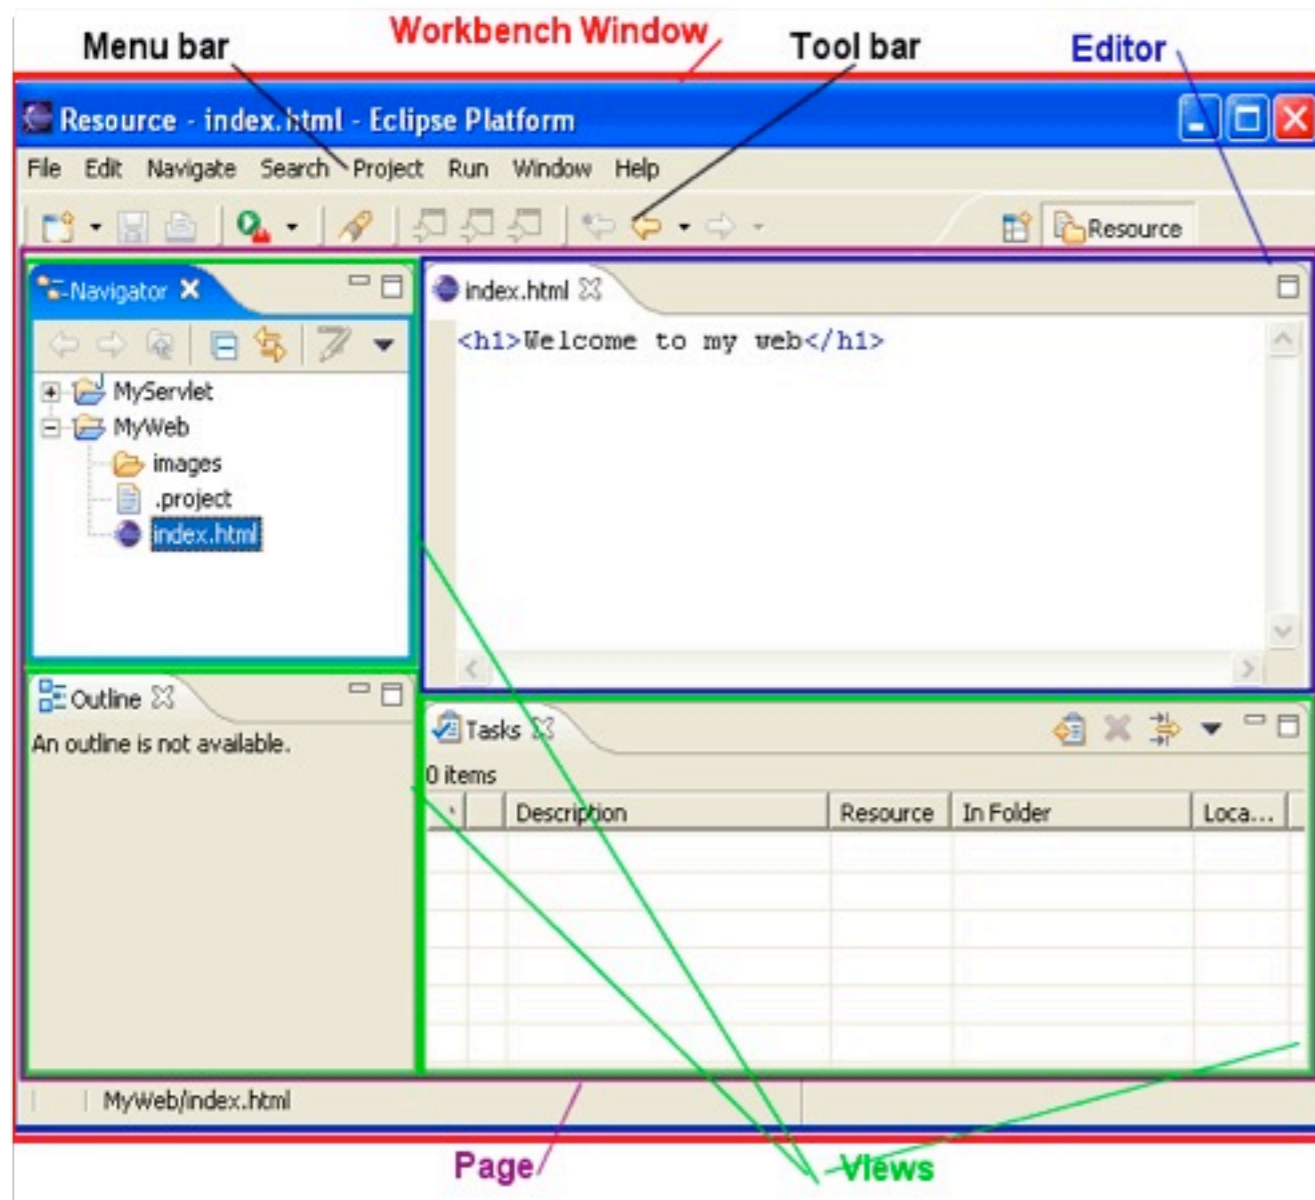 Menu bar
Workbench Window
Tool bar
Editor
Resource - index.html - Eclipse Platform
File Edit Navigate Search Project Run Window Help
Resource
Navigator
MyServlet
MyWeb
images
.project
index.html
index.html
<h1>Welcome to my web</h1>
Outline
An outline is not available.
Tasks
0 items
Description Resource In Folder Loca...
MyWeb/index.html
Page
Views